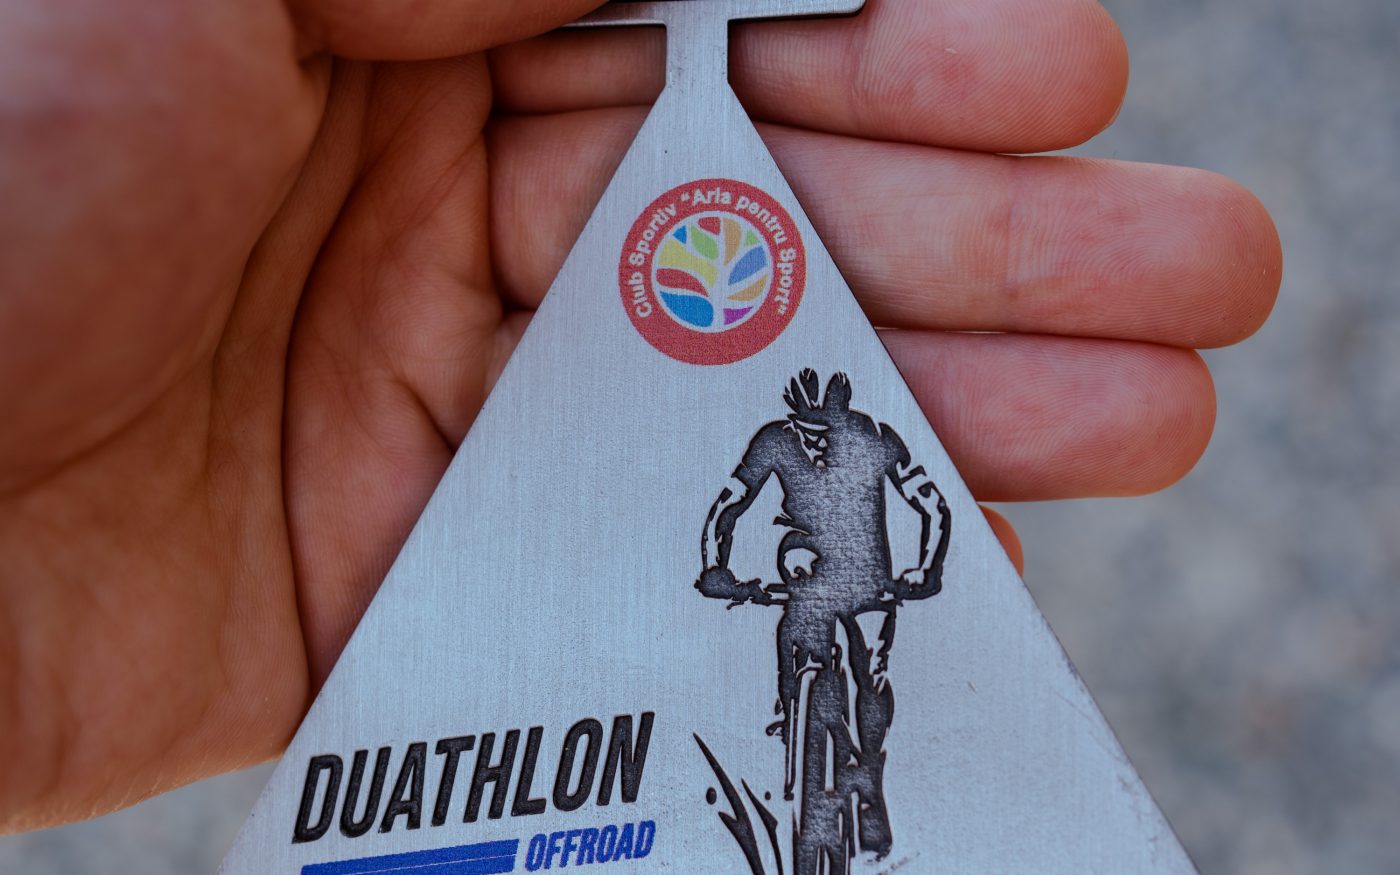 Club Sportiv "Aria pentru Sport"
DUATHLON
OFFROAD